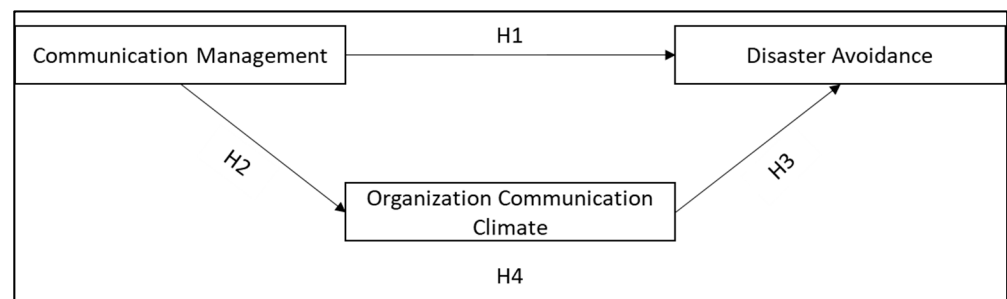 H1
Communication Management
Disaster Avoidance
H2
H3
Organization Communication
Climate
H4